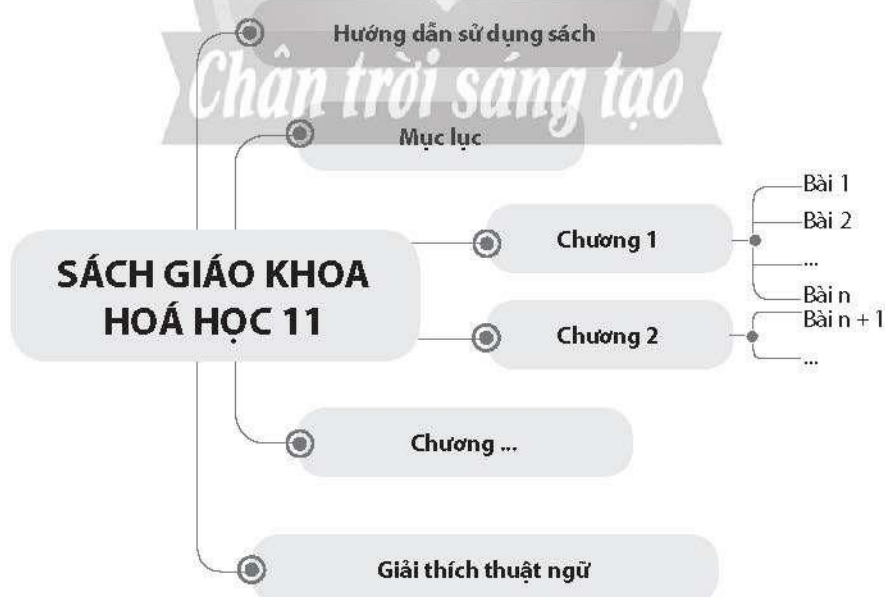 Hướng dẫn sử dụng sách
Chân trời sáng tạo
Mục lục
SÁCH GIÁO KHOA
HOÁ HỌC 11
Chương 1
Bài 1
Bài 2
...
Bài n
Chương 2
Bài n + 1
...
Chương ...
Giải thích thuật ngữ